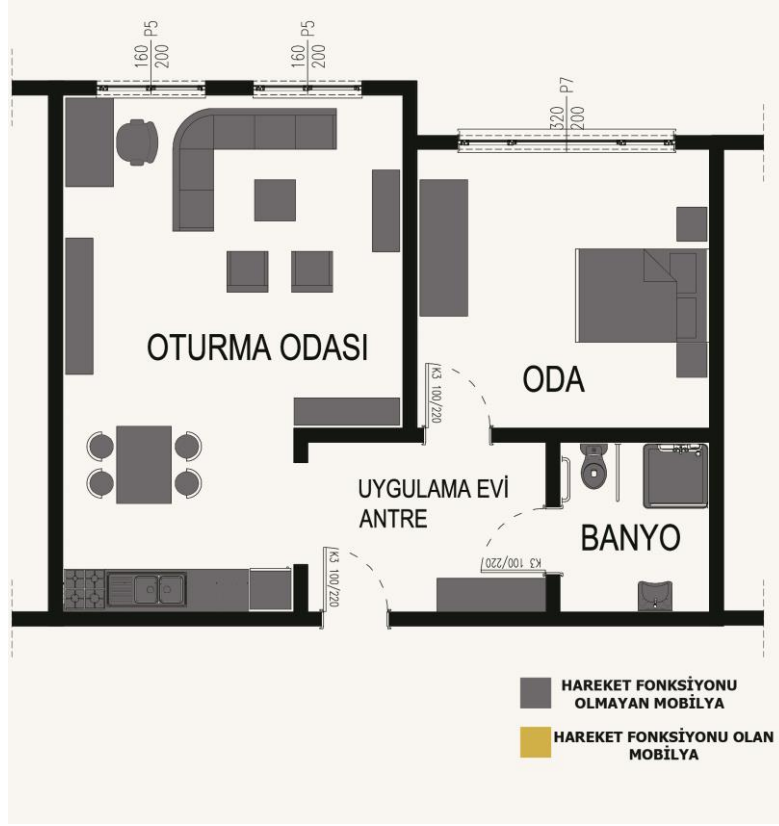 160 P5
200
160 P5
200
320 P7
200
OTURMA ODASI
K3 100/220
ODA
UYGULAMA EVİ
ANTRE
K3 100/220
K3 100/220
BANYO
HAREKET FONKSİYONU
OLMAYAN MOBİLYA
HAREKET FONKSİYONU OLAN
MOBİLYA